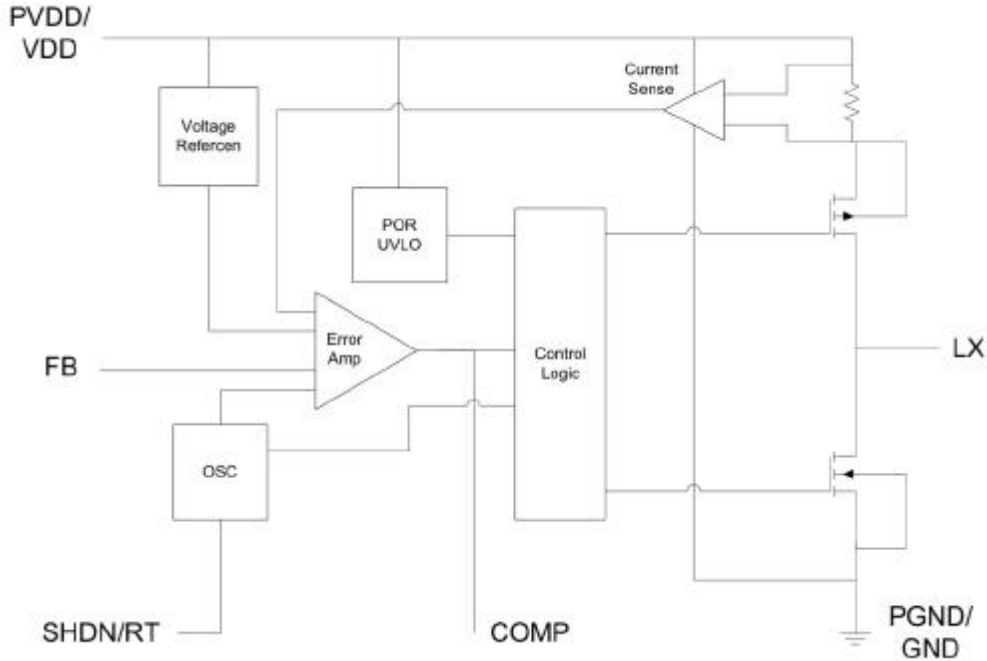 PVDD/
VDD
Current
Sense
Voltage
Refercen
POR
UVLO
Error
Amp
Control
Logic
FB
LX
OSC
SHDN/RT
COMP
PGND/
GND